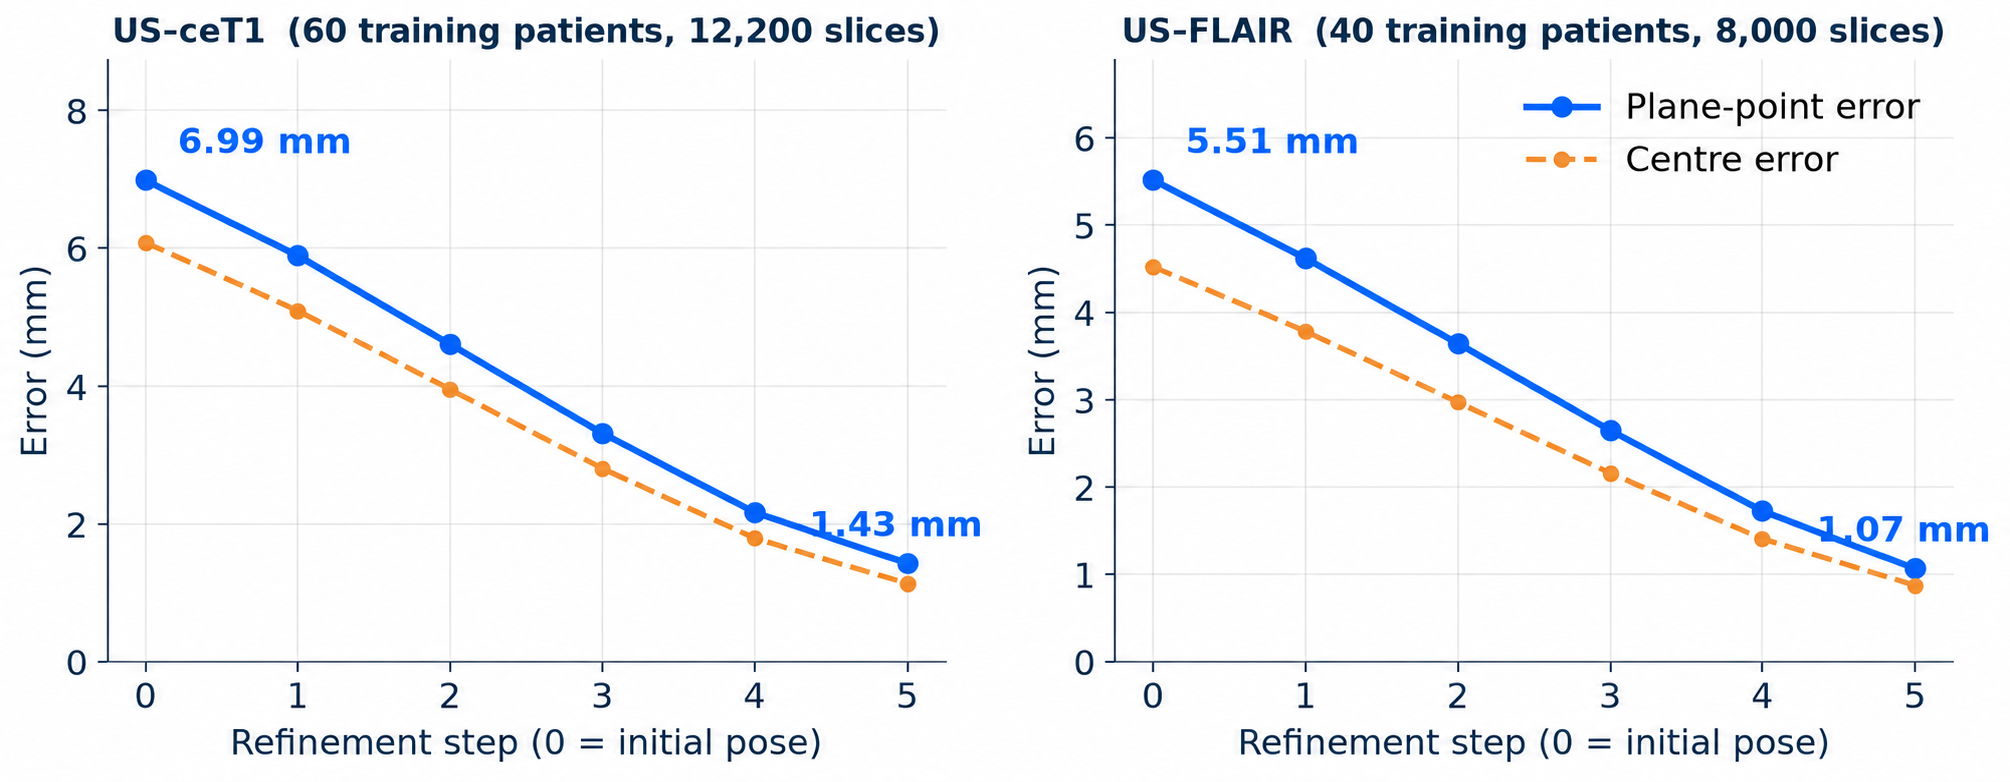 US–ceT1 (60 training patients, 12,200 slices)
Error (mm)
8
6
4
2
0
6.99 mm
1.43 mm
0 1 2 3 4 5
Refinement step (0 = initial pose)
US–FLAIR (40 training patients, 8,000 slices)
Error (mm)
6
5
4
3
2
1
0
5.51 mm
Plane-point error
Centre error
1.07 mm
0 1 2 3 4 5
Refinement step (0 = initial pose)